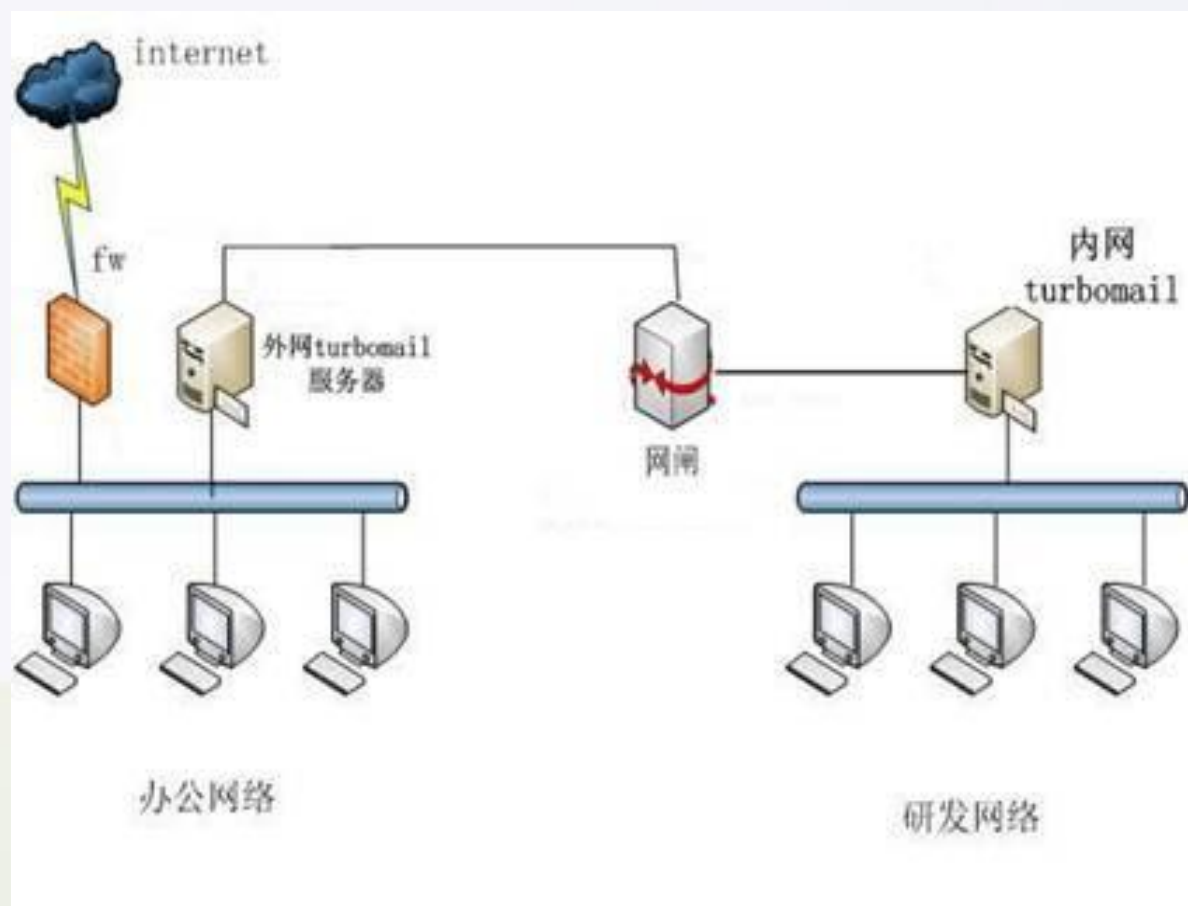 internet
fw
外网turbomail
服务器
网闸
内网
turbomail
办公网络
研发网络